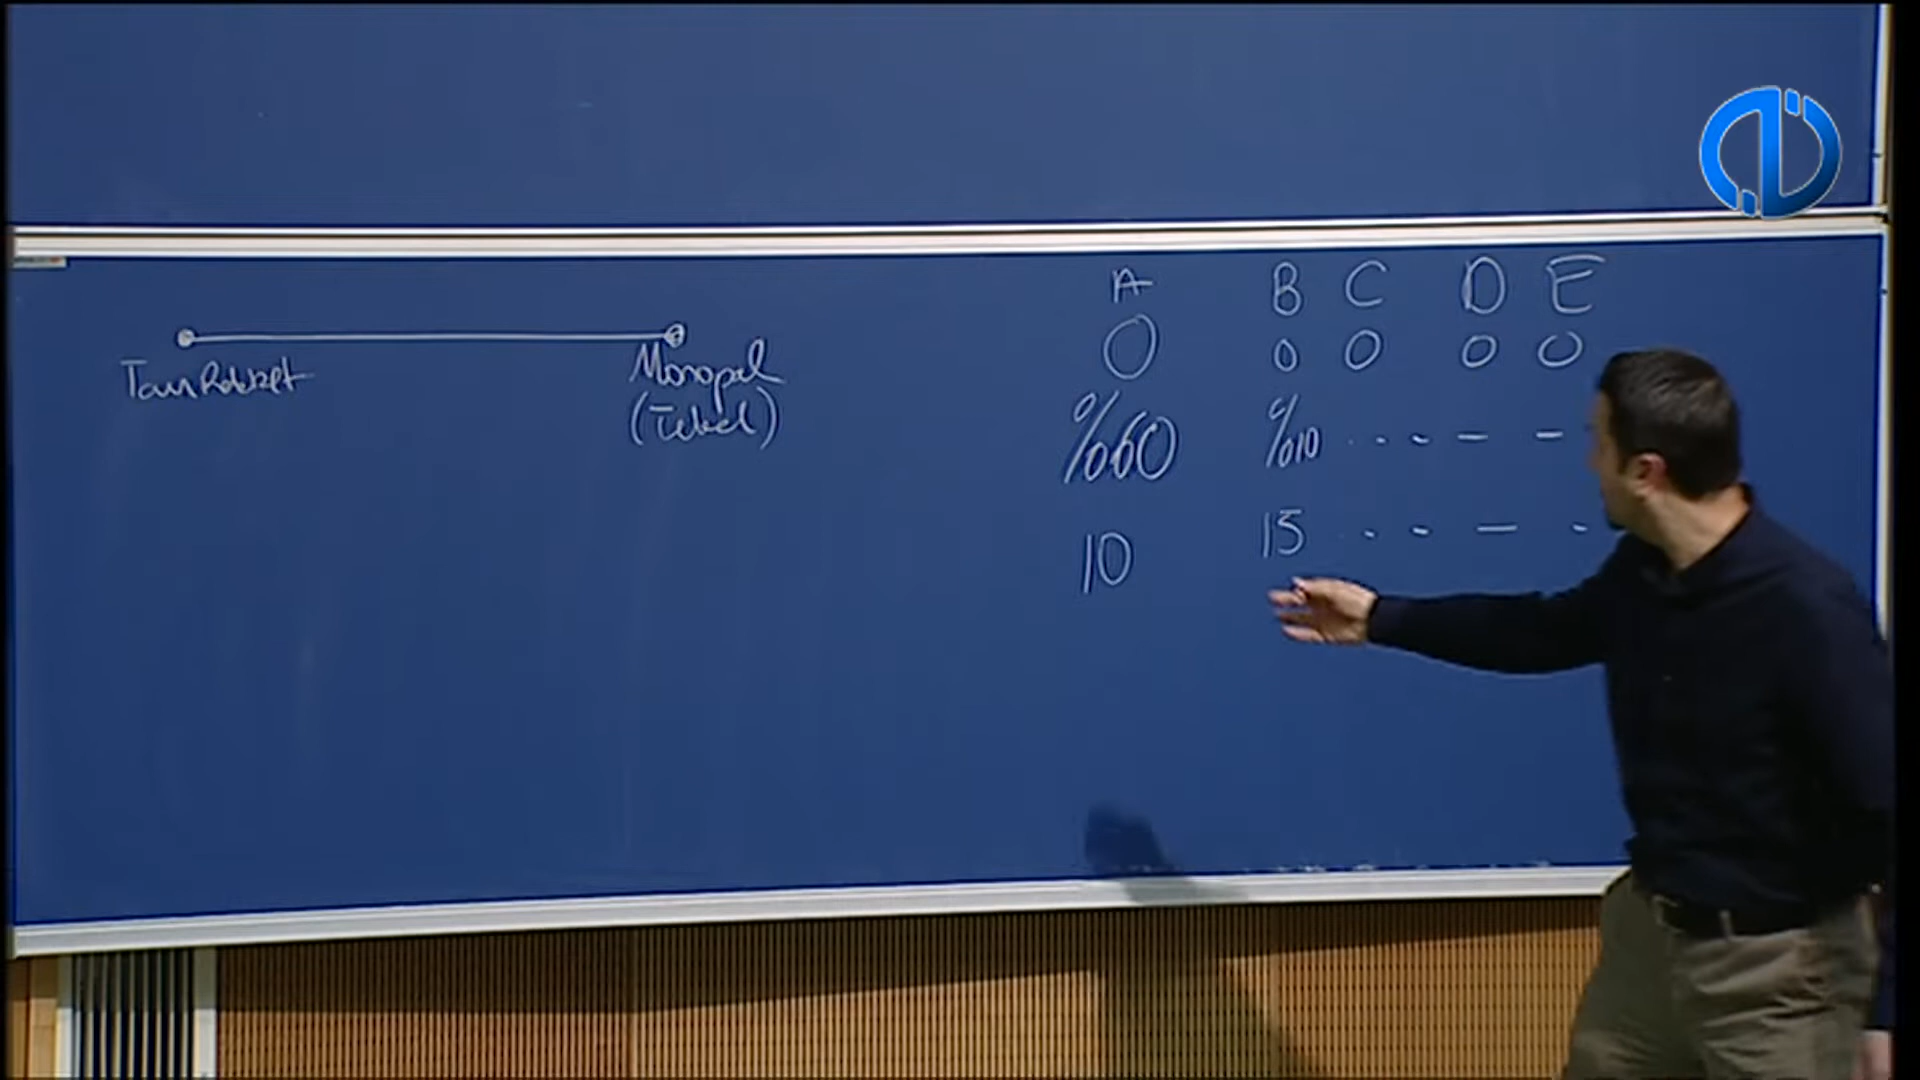 Tam Rekabet
Monopol
(Tekel)
A B C D E
0 0 0 0 0
%60 %10 . - - - -
10 15 . - - - -